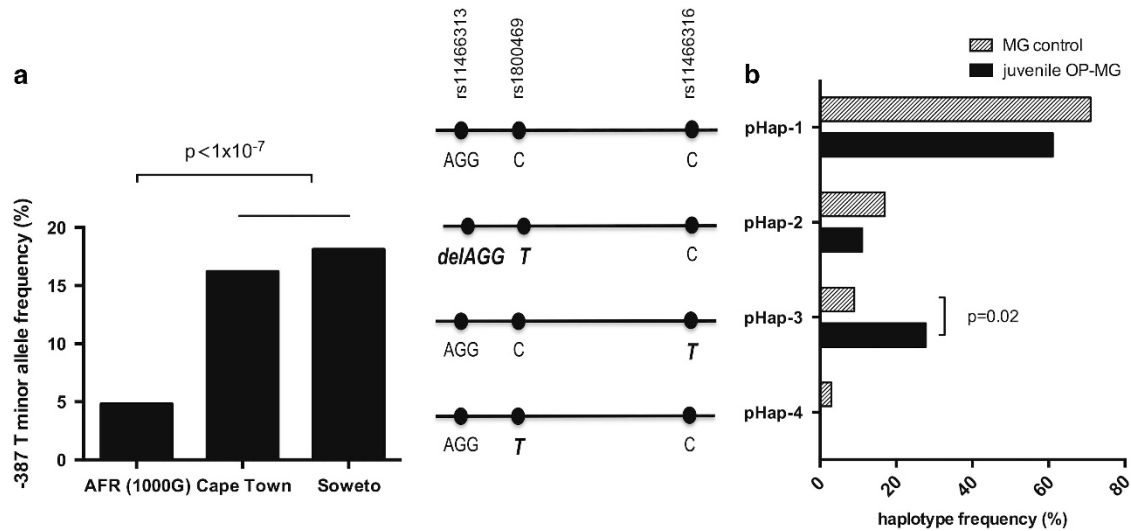 a
-387 T minor allele frequency (%)
p<1x10-7
20
15
10
5
0
AFR (1000G) Cape Town Soweto
rs11466313
rs1800469
rs11466316
AGG C C
delAGG T C
AGG C T
AGG T C
b
MG control
juvenile OP-MG
pHap-1
pHap-2
pHap-3
pHap-4
p=0.02
0 20 40 60 80
haplotype frequency (%)